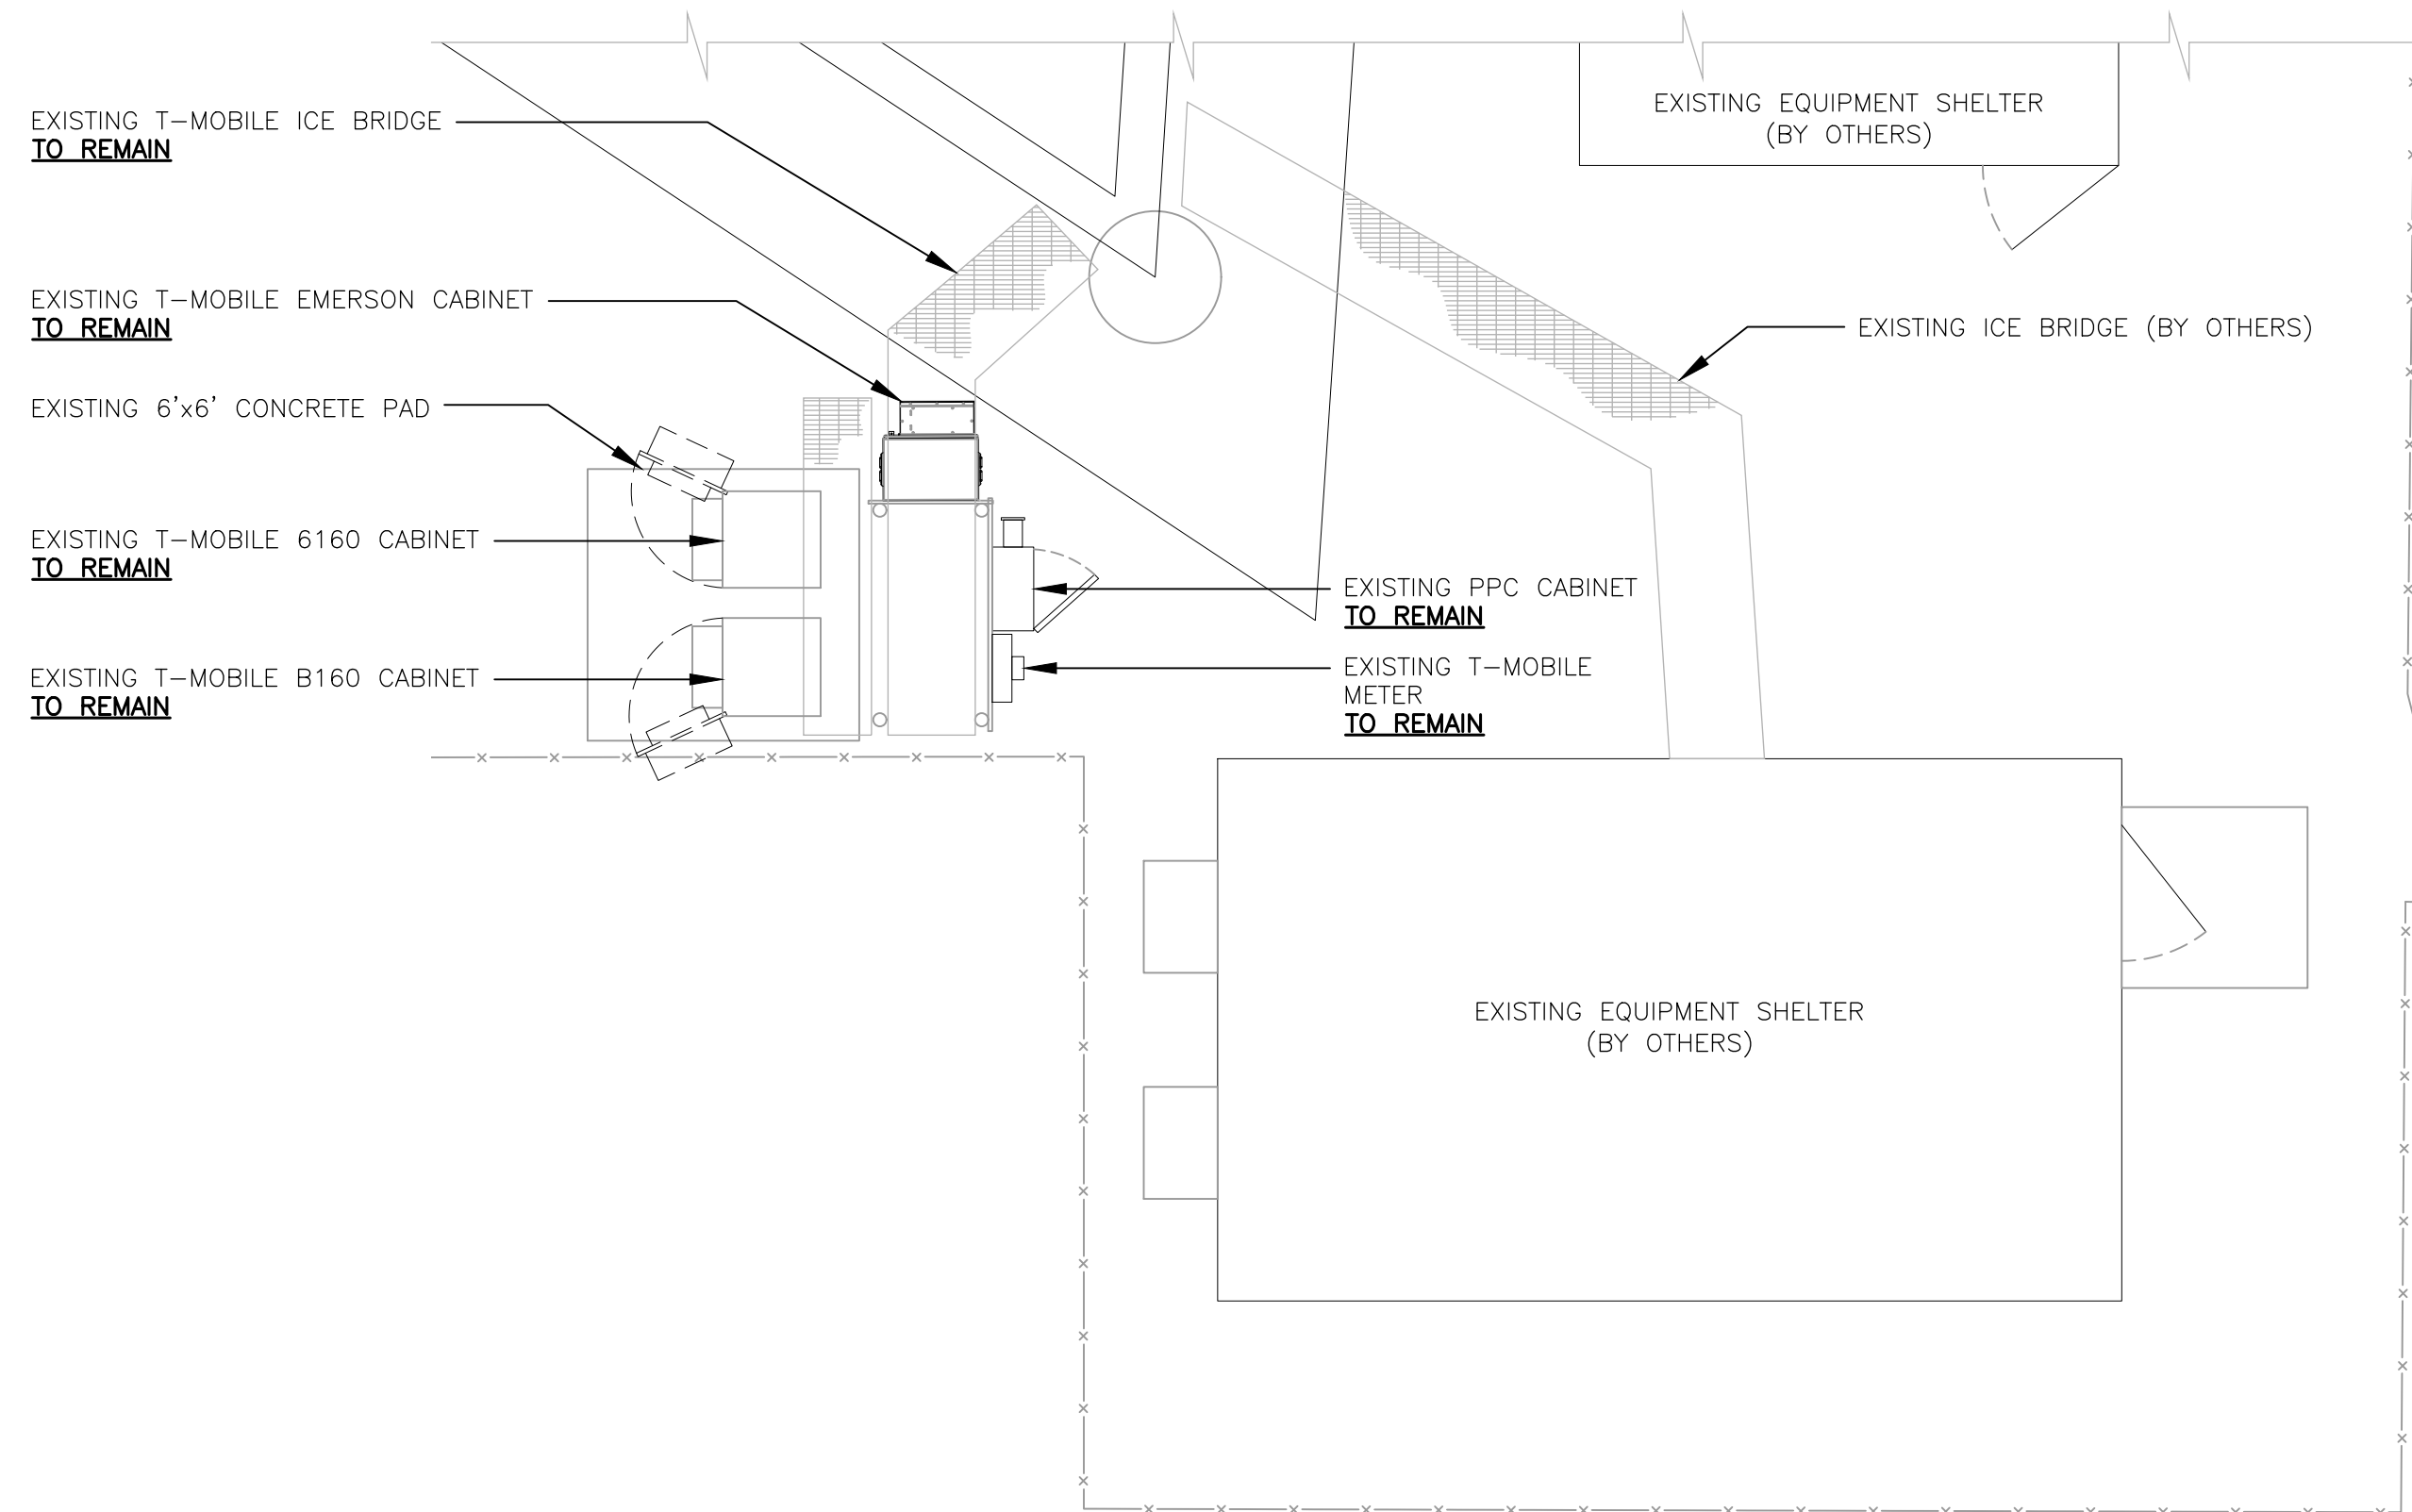 EXISTING T-MOBILE ICE BRIDGE
TO REMAIN
EXISTING T-MOBILE EMERSON CABINET
TO REMAIN
EXISTING 6'x6' CONCRETE PAD
EXISTING T-MOBILE 6160 CABINET
TO REMAIN
EXISTING T-MOBILE B160 CABINET
TO REMAIN
EXISTING EQUIPMENT SHELTER
(BY OTHERS)
EXISTING ICE BRIDGE (BY OTHERS)
EXISTING PPC CABINET
TO REMAIN
EXISTING T-MOBILE
METER
TO REMAIN
EXISTING EQUIPMENT SHELTER
(BY OTHERS)